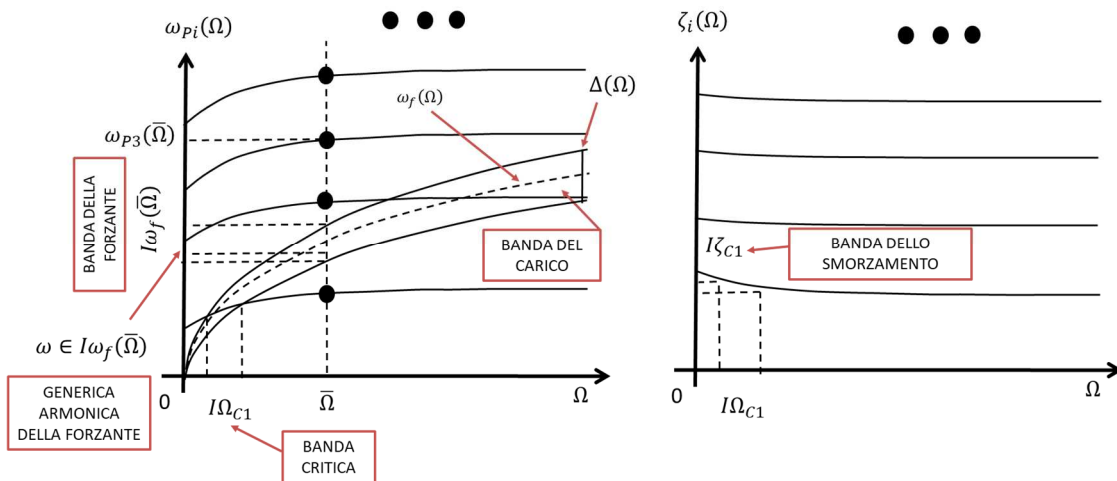 ω_{Pi}(Ω)
ω_{P3}(Ω̅)
BANDA DELLA
FORZANTE
Iω_f(Ω̅)
ω ∈ Iω_f(Ω̅)
GENERICA
ARMONICA
DELLA FORZANTE
0
IΩ_{C1}
Ω̅
Ω
BANDA
CRITICA
ω_f(Ω)
Δ(Ω)
BANDA DEL
CARICO
ζ_i(Ω)
Iζ_{C1}
BANDA DELLO
SMORZAMENTO
0
IΩ_{C1}
Ω